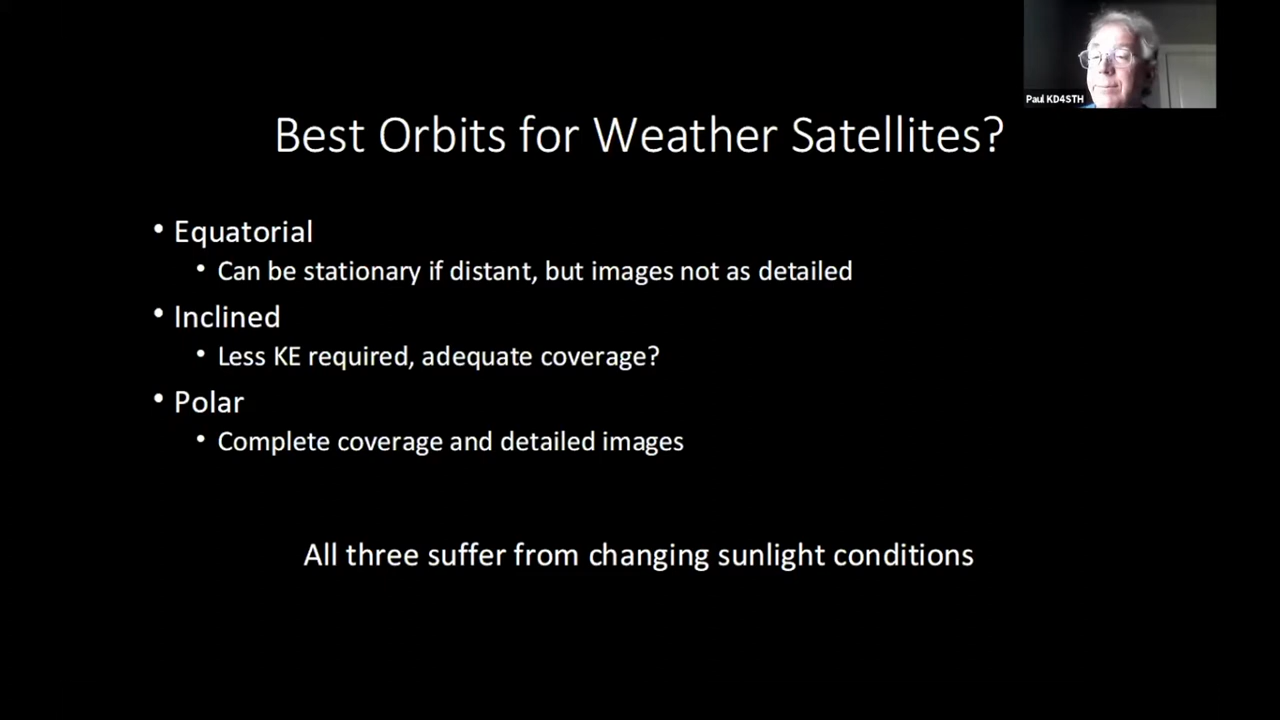 Paul KD4STH
Best Orbits for Weather Satellites?
• Equatorial
• Can be stationary if distant, but images not as detailed
• Inclined
• Less KE required, adequate coverage?
• Polar
• Complete coverage and detailed images
All three suffer from changing sunlight conditions